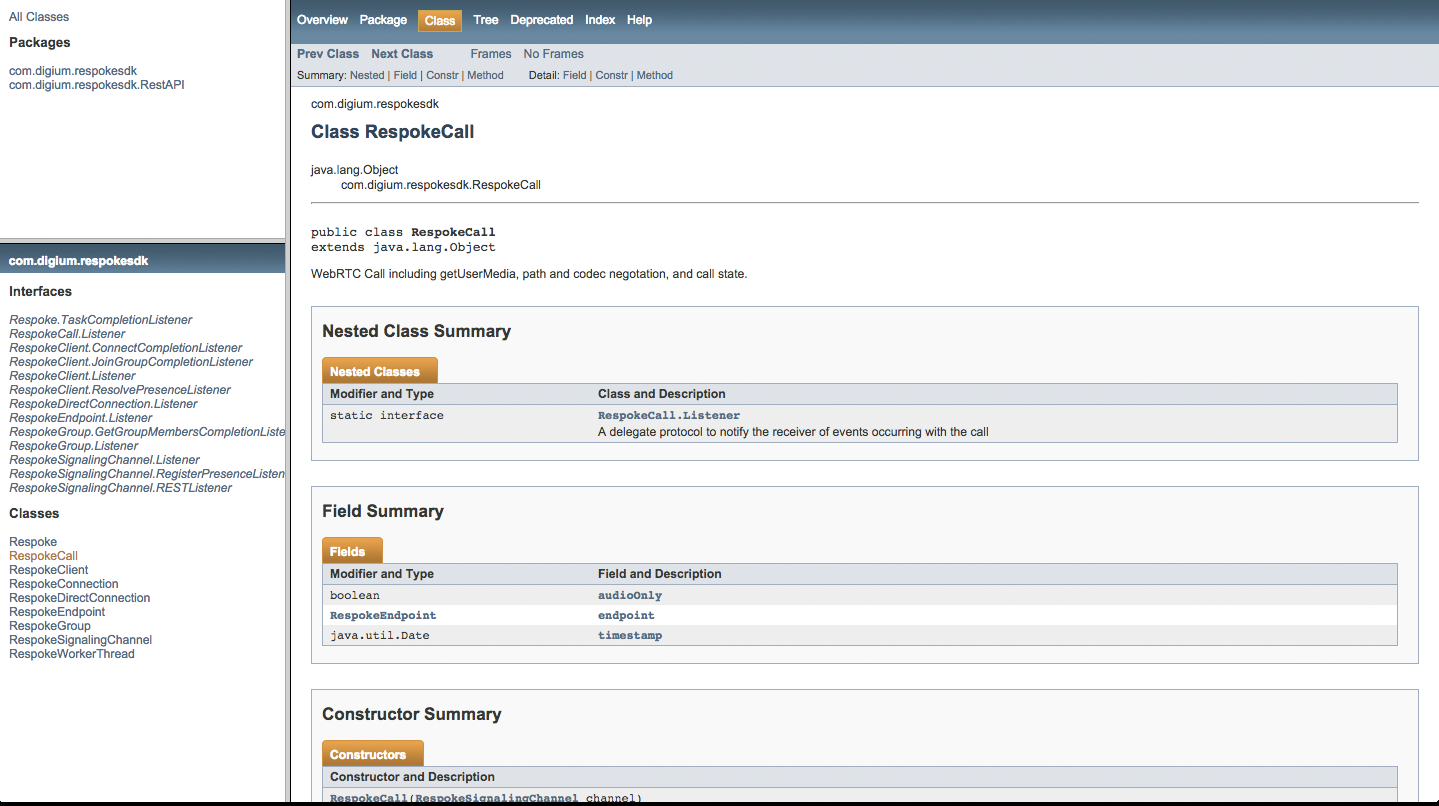 All Classes
Packages
com.digium.respokesdk
com.digium.respokesdk.RestAPI
com.digium.respokesdk
Interfaces
Respoke.TaskCompletionListener
RespokeCall.Listener
RespokeClient.ConnectCompletionListener
RespokeClient.JoinGroupCompletionListener
RespokeClient.Listener
RespokeClient.ResolvePresenceListener
RespokeDirectConnection.Listener
RespokeEndpoint.Listener
RespokeGroup.GetGroupMembersCompletionListe
RespokeGroup.Listener
RespokeSignalingChannel.Listener
RespokeSignalingChannel.RegisterPresenceListen
RespokeSignalingChannel.RESTListener
Classes
Respoke
RespokeCall
RespokeClient
RespokeConnection
RespokeDirectConnection
RespokeEndpoint
RespokeGroup
RespokeSignalingChannel
RespokeWorkerThread
Overview Package Class Tree Deprecated Index Help
Prev Class Next Class Frames No Frames
Summary: Nested | Field | Constr | Method Detail: Field | Constr | Method
com.digium.respokesdk
Class RespokeCall
java.lang.Object
com.digium.respokesdk.RespokeCall
public class RespokeCall
extends java.lang.Object
WebRTC Call including getUserMedia, path and codec negotation, and call state.
Nested Class Summary
Nested Classes
Modifier and Type Class and Description
static interface RespokeCall.Listener
A delegate protocol to notify the receiver of events occurring with the call
Field Summary
Fields
Modifier and Type Field and Description
boolean audioOnly
RespokeEndpoint endpoint
java.util.Date timestamp
Constructor Summary
Constructors
Constructor and Description
RespokeCall(RespokeSignalingChannel channel)